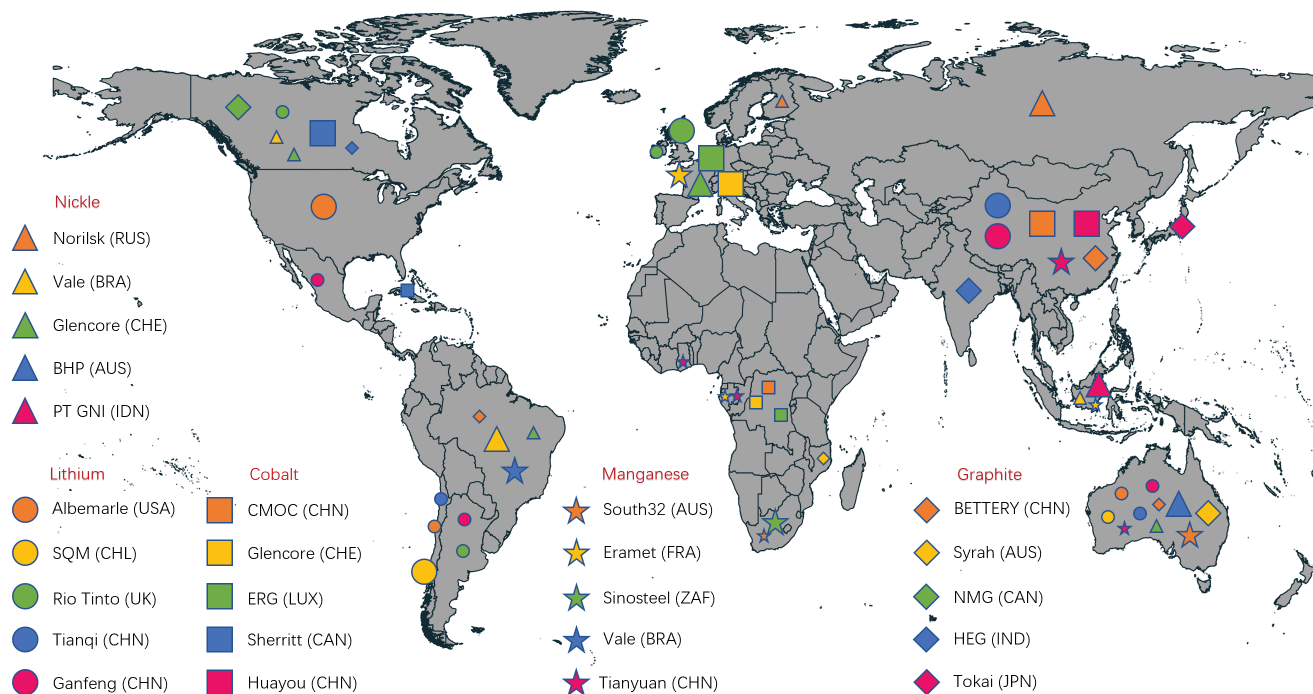 Nickle
Norilsk (RUS)
Vale (BRA)
Glencore (CHE)
BHP (AUS)
PT GNI (IDN)
Lithium
Albemarle (USA)
SQM (CHL)
Rio Tinto (UK)
Tianqi (CHN)
Ganfeng (CHN)
Cobalt
CMOC (CHN)
Glencore (CHE)
ERG (LUX)
Sherritt (CAN)
Huayou (CHN)
Manganese
South32 (AUS)
Eramet (FRA)
Sinosteel (ZAF)
Vale (BRA)
Tianyuan (CHN)
Graphite
BETTERY (CHN)
Syrah (AUS)
NMG (CAN)
HEG (IND)
Tokai (JPN)